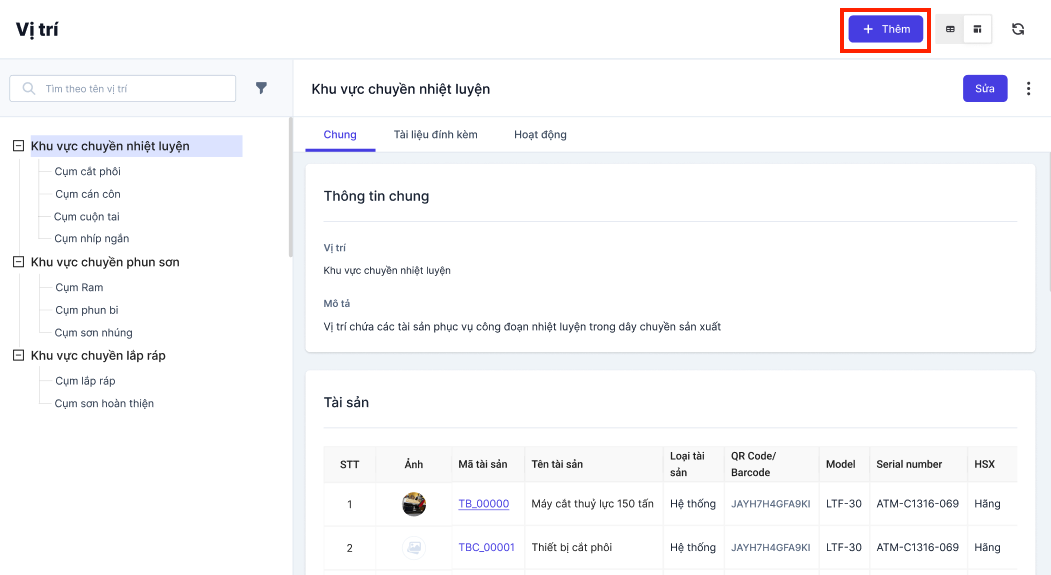 Vị trí
+ Thêm
Tìm theo tên vị trí
Khu vực chuyền nhiệt luyện
Cụm cắt phôi
Cụm cán côn
Cụm cuộn tai
Cụm nhíp ngắn
Khu vực chuyền phun sơn
Cụm Ram
Cụm phun bi
Cụm sơn nhúng
Khu vực chuyền lắp ráp
Cụm lắp ráp
Cụm sơn hoàn thiện
Khu vực chuyền nhiệt luyện
Sửa
Chung Tài liệu đính kèm Hoạt động
Thông tin chung
Vị trí
Khu vực chuyền nhiệt luyện
Mô tả
Vị trí chứa các tài sản phục vụ công đoạn nhiệt luyện trong dây chuyền sản xuất
Tài sản
STT Ảnh Mã tài sản Tên tài sản Loại tài sản QR Code/ Barcode Model Serial number HSX
1 TB_00000 Máy cắt thuỷ lực 150 tấn Hệ thống JAYH7H4GFA9KI LTF-30 ATM-C1316-069 Hãng
2 TBC_00001 Thiết bị cắt phôi Hệ thống JAYH7H4GFA9KI LTF-30 ATM-C1316-069 Hãng